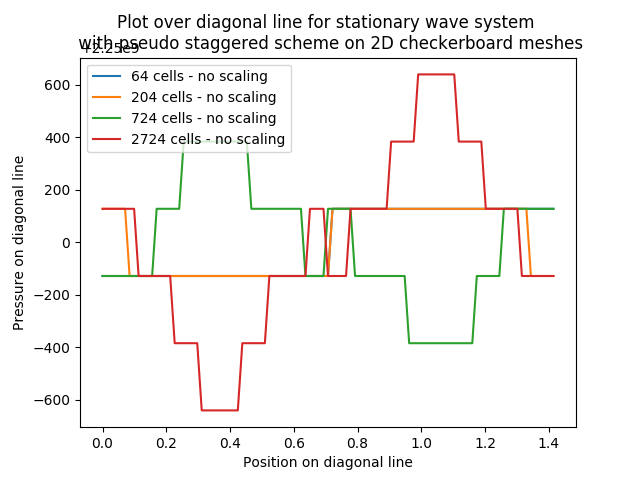 Plot over diagonal line for stationary wave system
with pseudo staggered scheme on 2D checkerboard meshes
+2.25e9
64 cells - no scaling
204 cells - no scaling
724 cells - no scaling
2724 cells - no scaling
600
400
200
0
−200
−400
−600
Pressure on diagonal line
0.0 0.2 0.4 0.6 0.8 1.0 1.2 1.4
Position on diagonal line